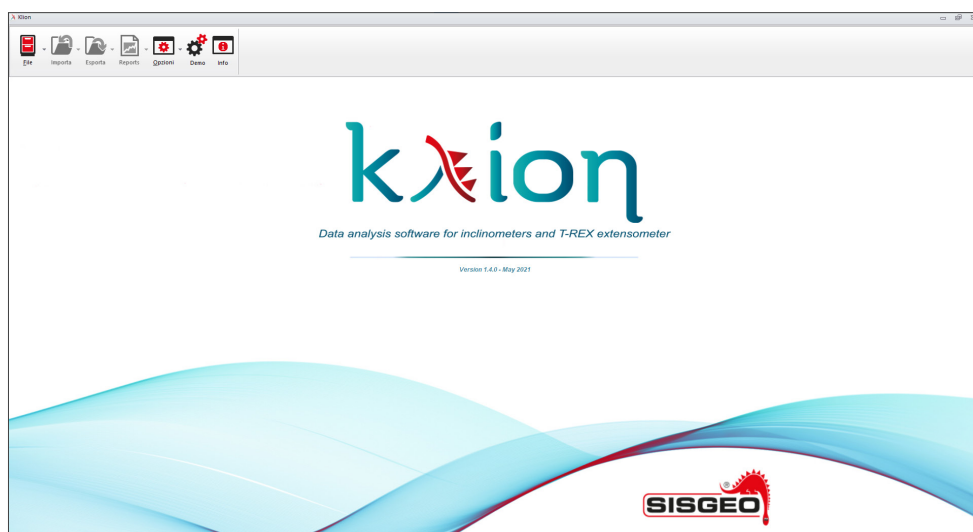 Klion
File Importa Esporta Reports Opzioni Demo Info
kλion
Data analysis software for inclinometers and T-REX extensometer
Version 1.4.0 - May 2021
® SISGEO